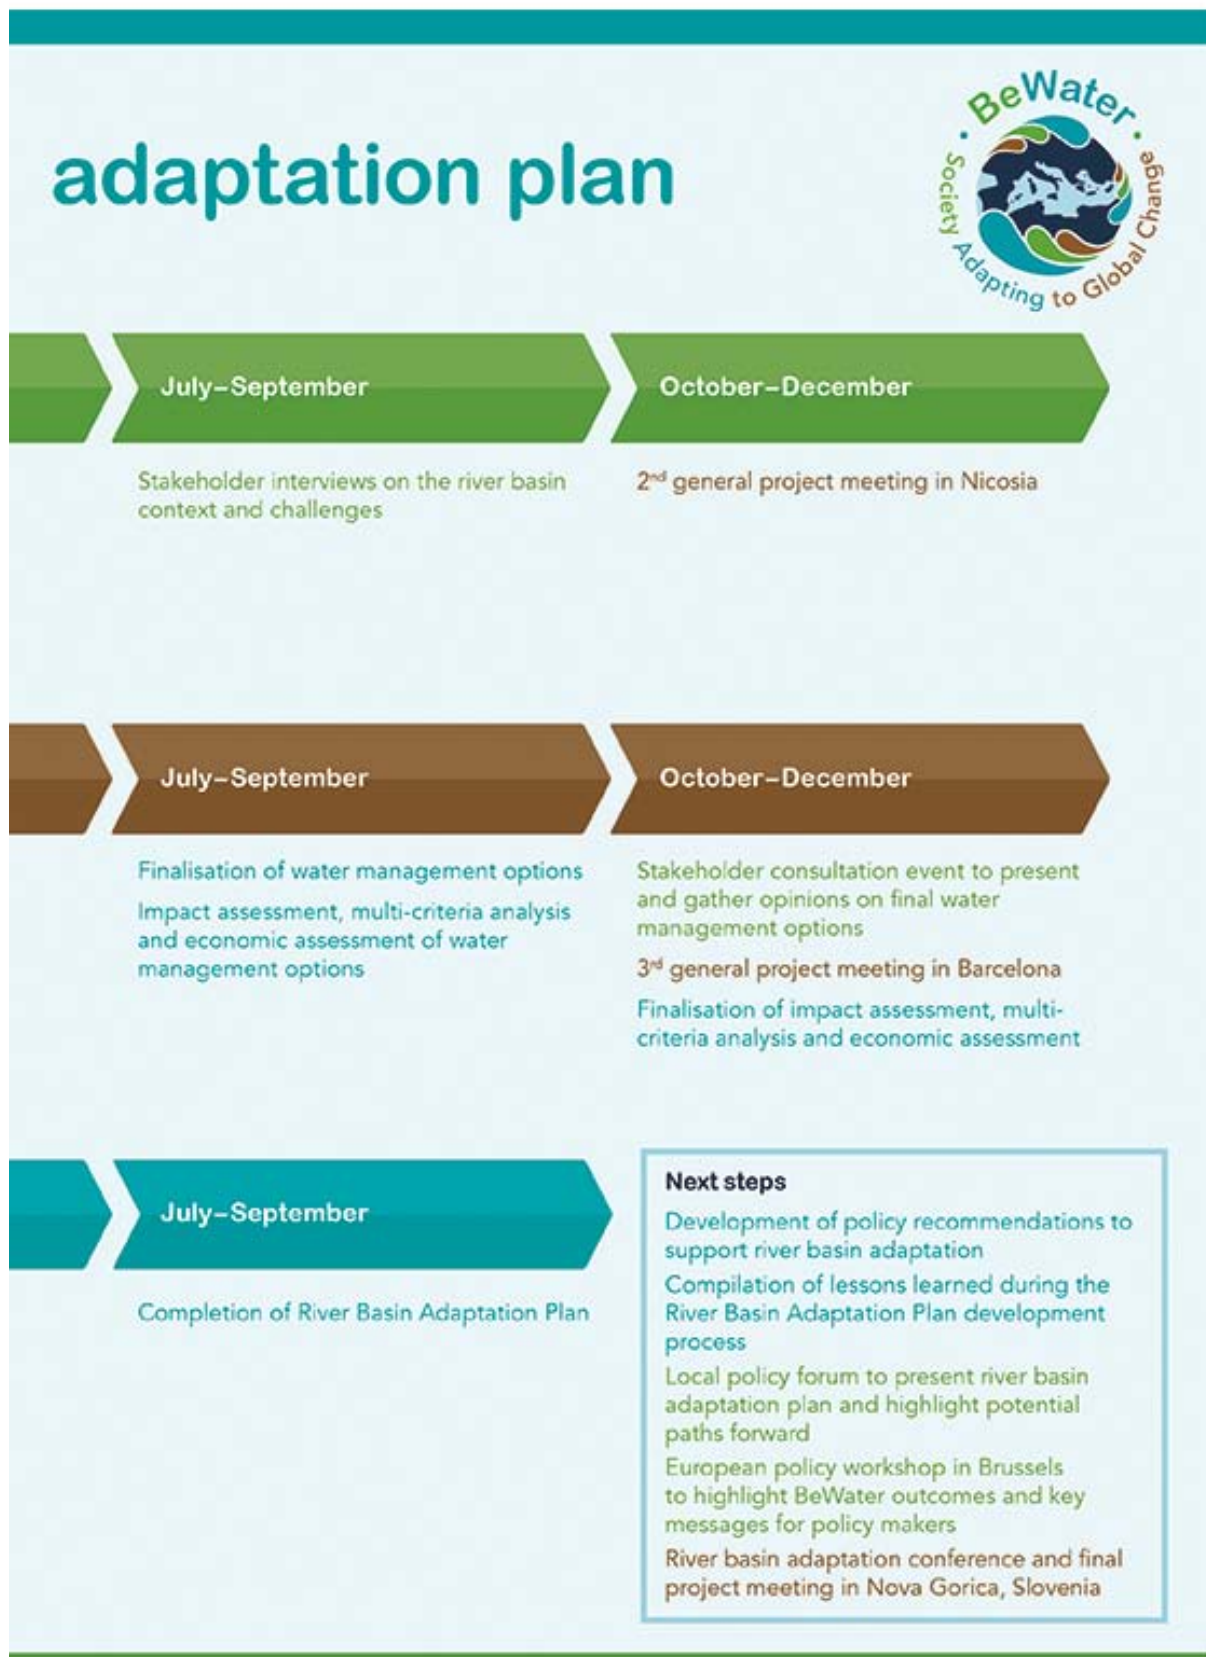 BeWater
Society Adapting to Global Change
adaptation plan
July–September
October–December
Stakeholder interviews on the river basin
context and challenges
2nd general project meeting in Nicosia
July–September
October–December
Finalisation of water management options
Impact assessment, multi-criteria analysis
and economic assessment of water
management options
Stakeholder consultation event to present
and gather opinions on final water
management options
3rd general project meeting in Barcelona
Finalisation of impact assessment, multi-
criteria analysis and economic assessment
July–September
Completion of River Basin Adaptation Plan
Next steps
Development of policy recommendations to
support river basin adaptation
Compilation of lessons learned during the
River Basin Adaptation Plan development
process
Local policy forum to present river basin
adaptation plan and highlight potential
paths forward
European policy workshop in Brussels
to highlight BeWater outcomes and key
messages for policy makers
River basin adaptation conference and final
project meeting in Nova Gorica, Slovenia